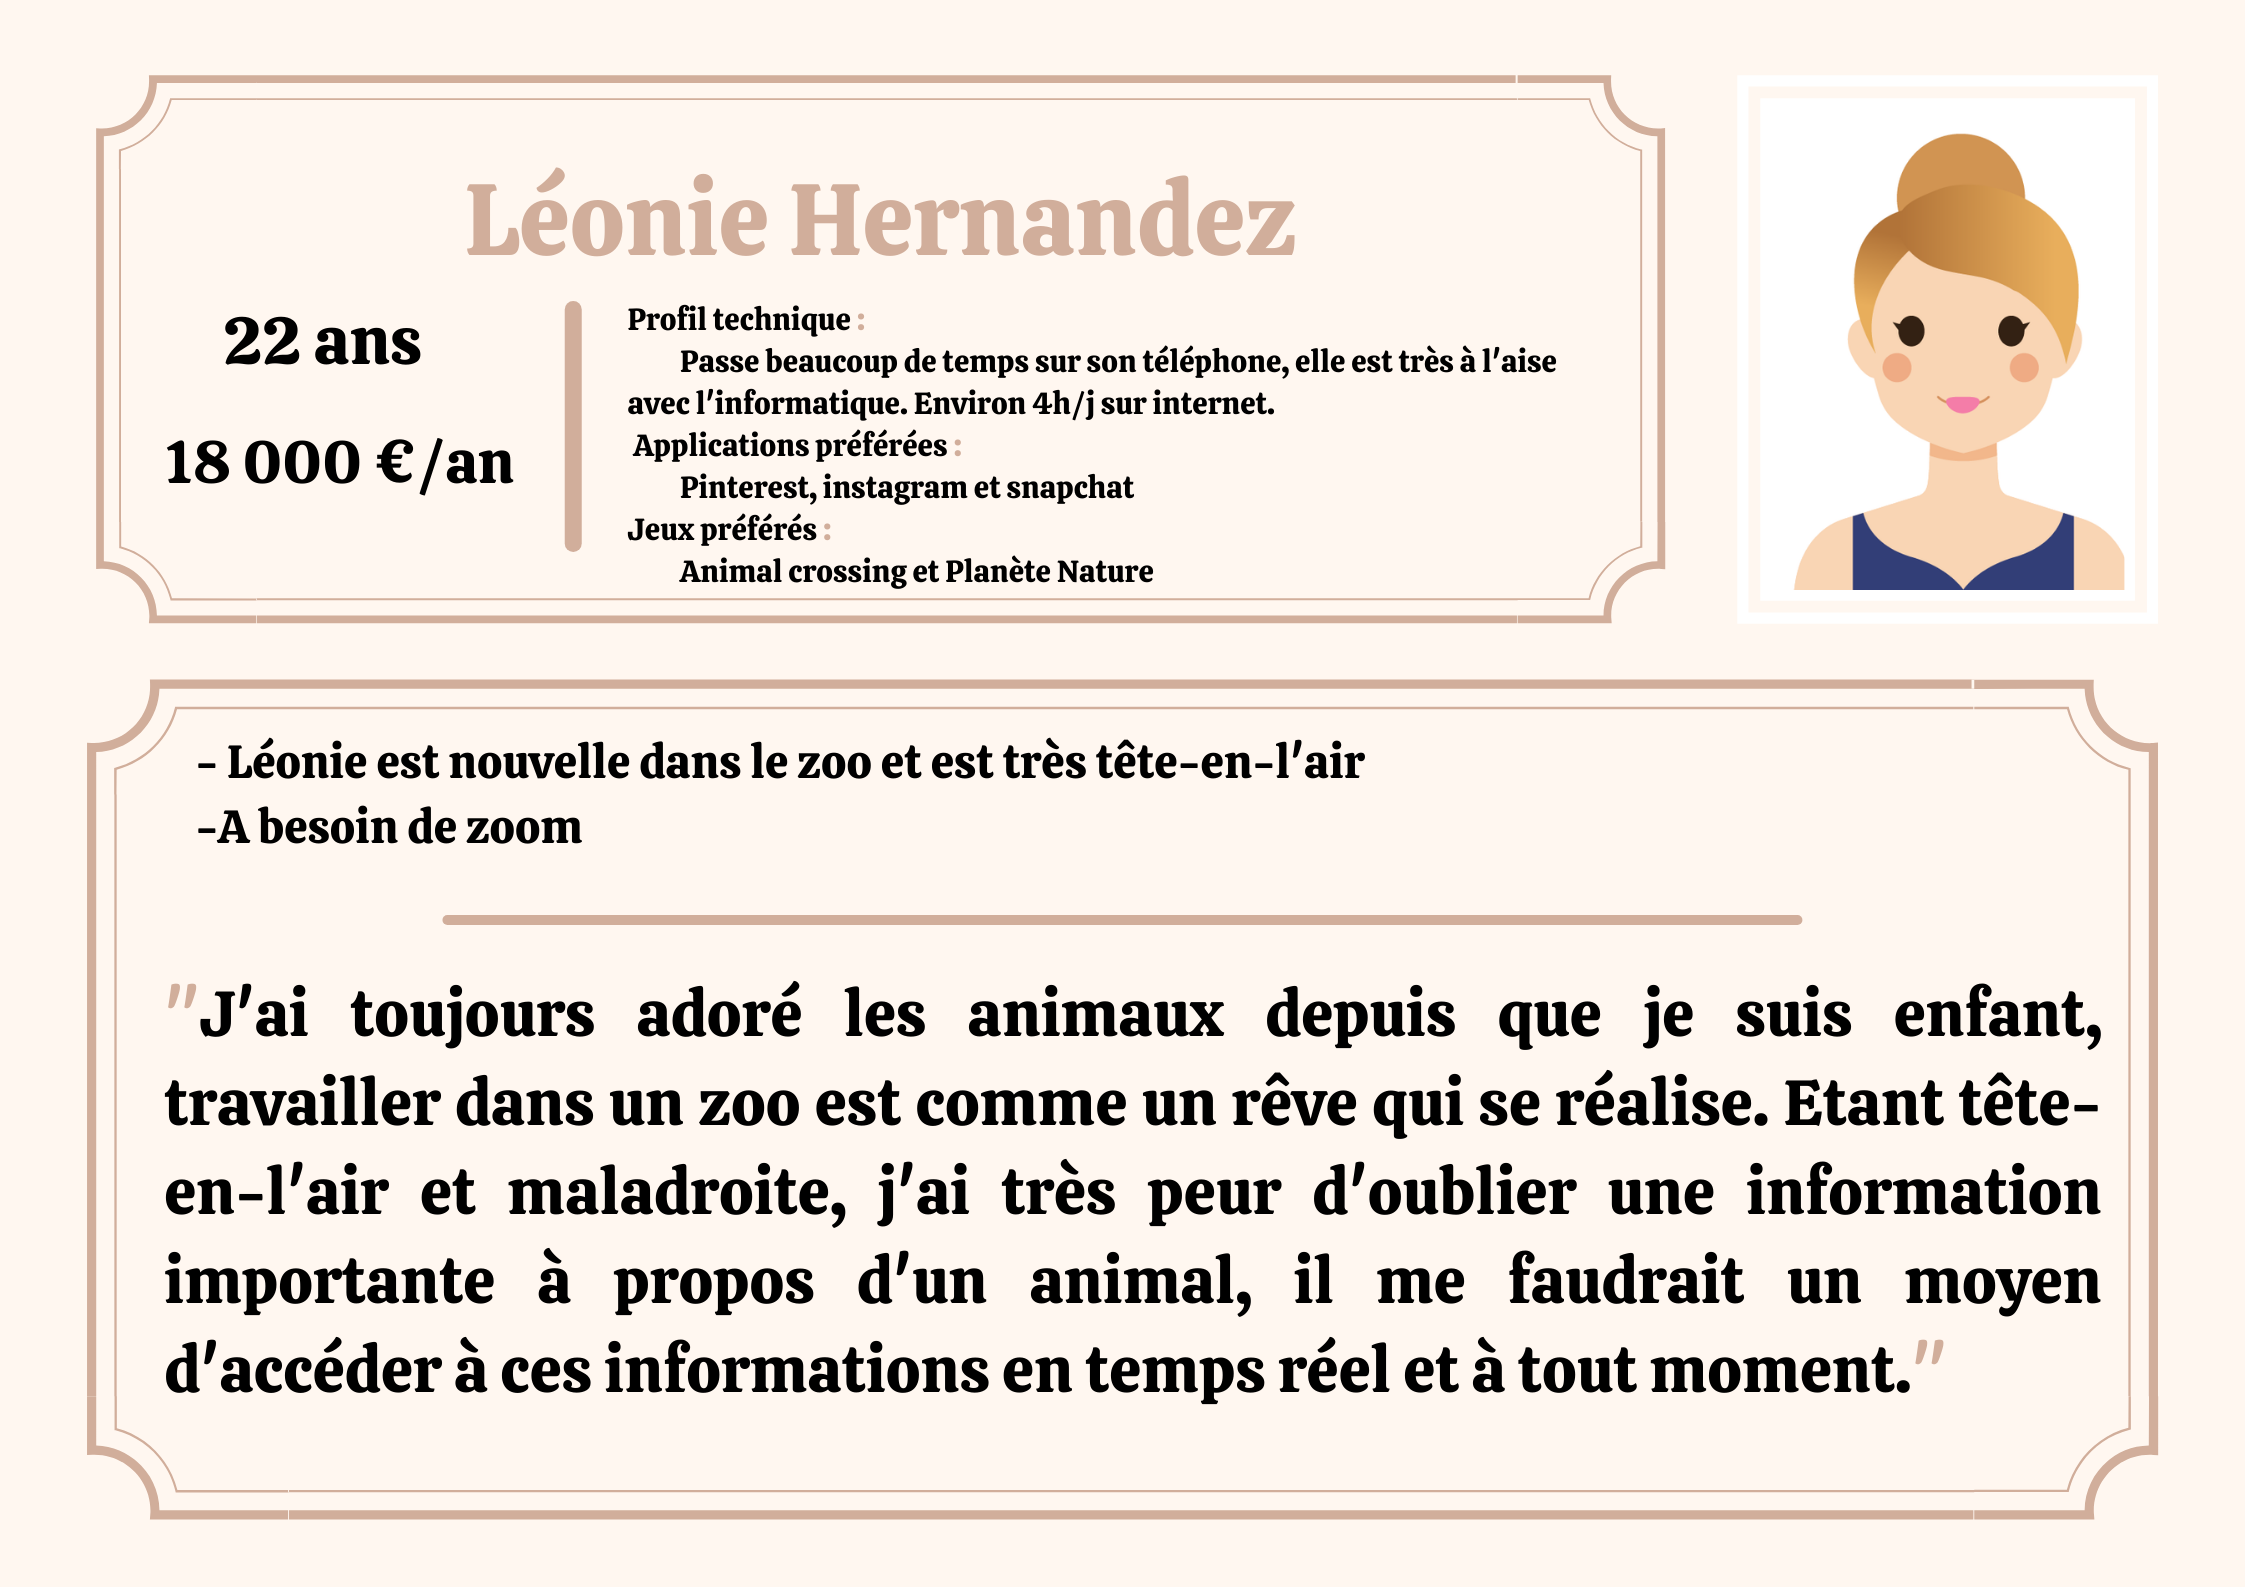 Léonie Hernandez
22 ans
18 000 €/an
Profil technique :
Passe beaucoup de temps sur son téléphone, elle est très à l'aise
avec l'informatique. Environ 4h/j sur internet.
Applications préférées :
Pinterest, instagram et snapchat
Jeux préférés :
Animal crossing et Planète Nature
- Léonie est nouvelle dans le zoo et est très tête-en-l'air
-A besoin de zoom
"J'ai toujours adoré les animaux depuis que je suis enfant,
travailler dans un zoo est comme un rêve qui se réalise. Etant tête-
en-l'air et maladroite, j'ai très peur d'oublier une information
importante à propos d'un animal, il me faudrait un moyen
d'accéder à ces informations en temps réel et à tout moment."